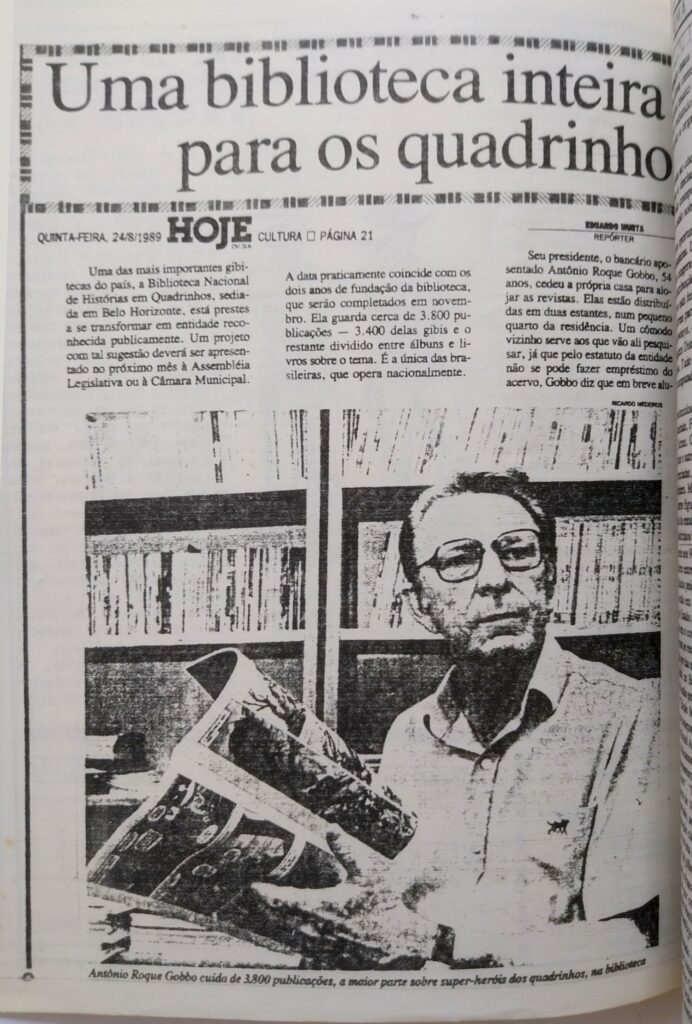 Uma biblioteca inteira
para os quadrinho
QUINTA-FEIRA, 24/8/1989 HOJE EM DIA CULTURA □ PÁGINA 21
EDUARDO MURTA
REPÓRTER
Uma das mais importantes gibi-
tecas do país, a Biblioteca Nacional
de Histórias em Quadrinhos, sedia-
da em Belo Horizonte, está prestes
a se transformar em entidade reco-
nhecida publicamente. Um projeto
com tal sugestão deverá ser apresen-
tado no próximo mês à Assembléia
Legislativa ou à Câmara Municipal.
A data praticamente coincide com os
dois anos de fundação da biblioteca,
que serão completados em novem-
bro. Ela guarda cerca de 3.800 pu-
blicações — 3.400 delas gibis e o
restante dividido entre álbuns e li-
vros sobre o tema. É a única das bra-
sileiras, que opera nacionalmente.
Seu presidente, o bancário apo-
sentado Antônio Roque Gobbo, 54
anos, cedeu a própria casa para alo-
jar as revistas. Elas estão distribuí-
das em duas estantes, num pequeno
quarto da residência. Um cômodo
vizinho serve aos que vão ali pesqui-
sar, já que pelo estatuto da entidade
não se pode fazer empréstimo do
acervo, Gobbo diz que em breve alu-
RICARDO MEDEIROS
Antônio Roque Gobbo cuida de 3.800 publicações, a maior parte sobre super-heróis dos quadrinhos, na biblioteca